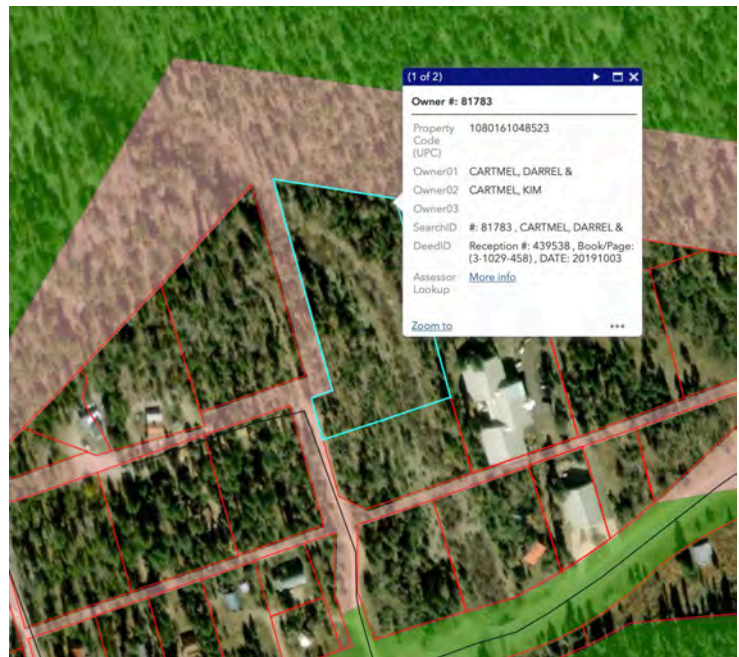 (1 of 2)
Owner #: 81783
Property Code (UPC) 1080161048523
Owner01 CARTMEL, DARREL &
Owner02 CARTMEL, KIM
Owner03
SearchID #: 81783 , CARTMEL, DARREL &
DeedID Reception #: 439538 , Book/Page: (3-1029-458) , DATE: 20191003
Assessor Lookup More info
Zoom to